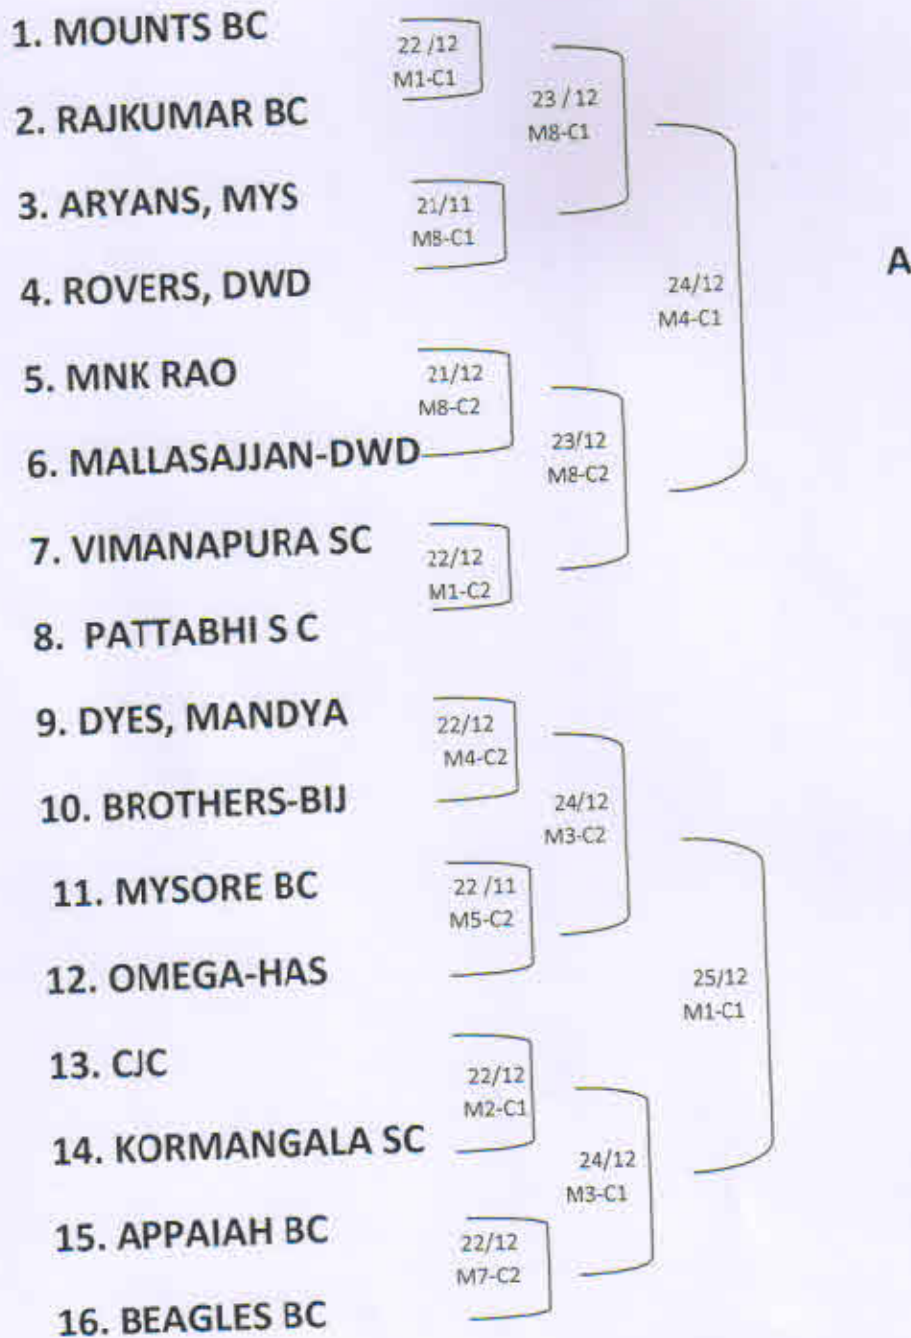 1. MOUNTS BC
22 /12
M1-C1
23 / 12
M8-C1
2. RAJKUMAR BC
3. ARYANS, MYS
21/11
M8-C1
24/12
M4-C1
A
4. ROVERS, DWD
5. MNK RAO
21/12
M8-C2
6. MALLASAJJAN-DWD
23/12
M8-C2
7. VIMANAPURA SC
22/12
M1-C2
8. PATTABHI S C
9. DYES, MANDYA
22/12
M4-C2
10. BROTHERS-BIJ
24/12
M3-C2
11. MYSORE BC
22 /11
M5-C2
12. OMEGA-HAS
25/12
M1-C1
13. CJC
22/12
M2-C1
14. KORMANGALA SC
24/12
M3-C1
15. APPAIAH BC
22/12
M7-C2
16. BEAGLES BC